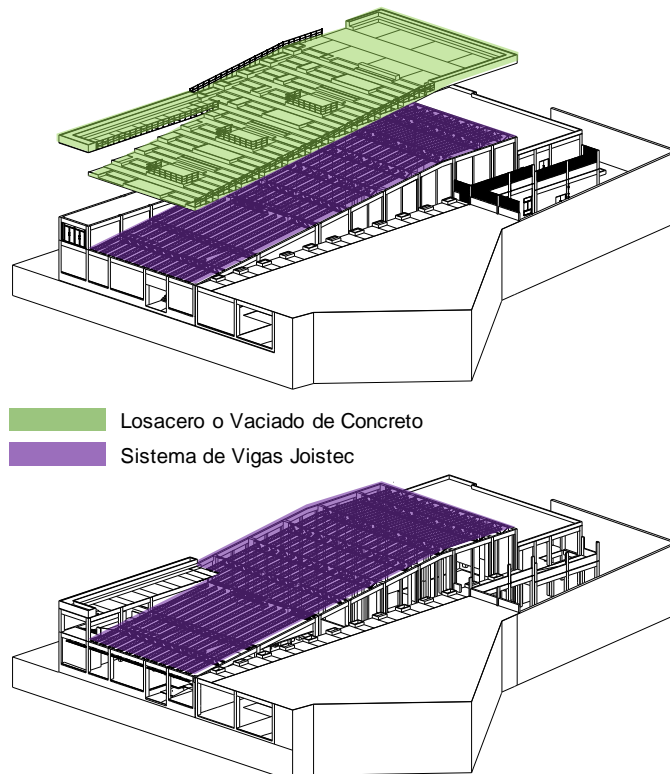 Losacero o Vaciado de Concreto
Sistema de Vigas Joistec